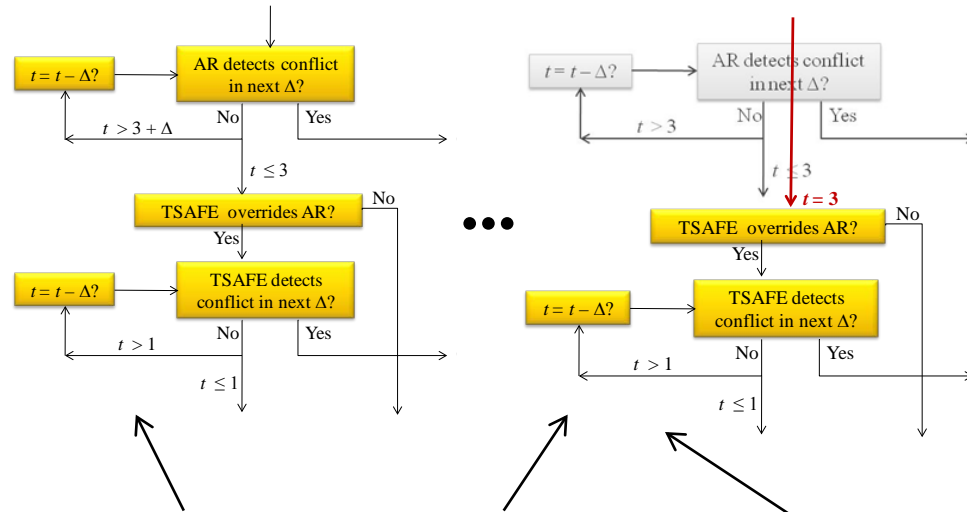 AR detects conflict
in next Δ?
t = t – Δ?
No
Yes
t > 3 + Δ
t ≤ 3
No
TSAFE overrides AR?
Yes
TSAFE detects
conflict in next Δ?
t = t – Δ?
No
Yes
t > 1
t ≤ 1
•••
AR detects conflict
in next Δ?
t = t – Δ?
No
Yes
t > 3
t ≤ 3
t = 3
No
TSAFE overrides AR?
Yes
TSAFE detects
conflict in next Δ?
t = t – Δ?
No
Yes
t > 1
t ≤ 1